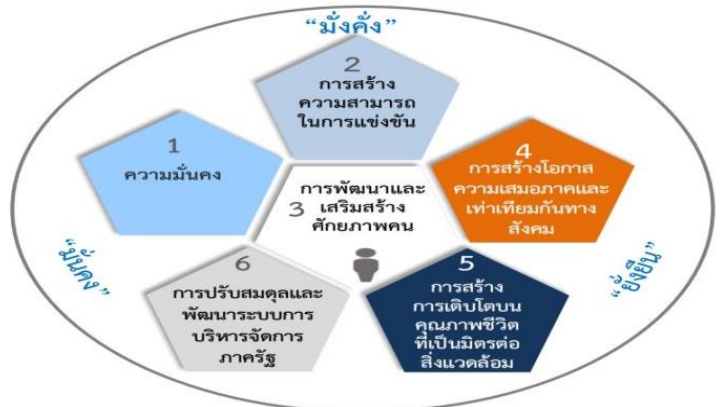 “มั่งคั่ง”
2
การสร้าง
ความสามารถ
ในการแข่งขัน
1
ความมั่นคง
4
การสร้างโอกาส
ความเสมอภาคและ
เท่าเทียมกันทาง
สังคม
การพัฒนาและ
3 เสริมสร้าง
ศักยภาพคน
“มั่นคง”
“ยั่งยืน”
6
การปรับสมดุลและ
พัฒนาระบบการ
บริหารจัดการ
ภาครัฐ
5
การสร้าง
การเติบโตบน
คุณภาพชีวิต
ที่เป็นมิตรต่อ
สิ่งแวดล้อม